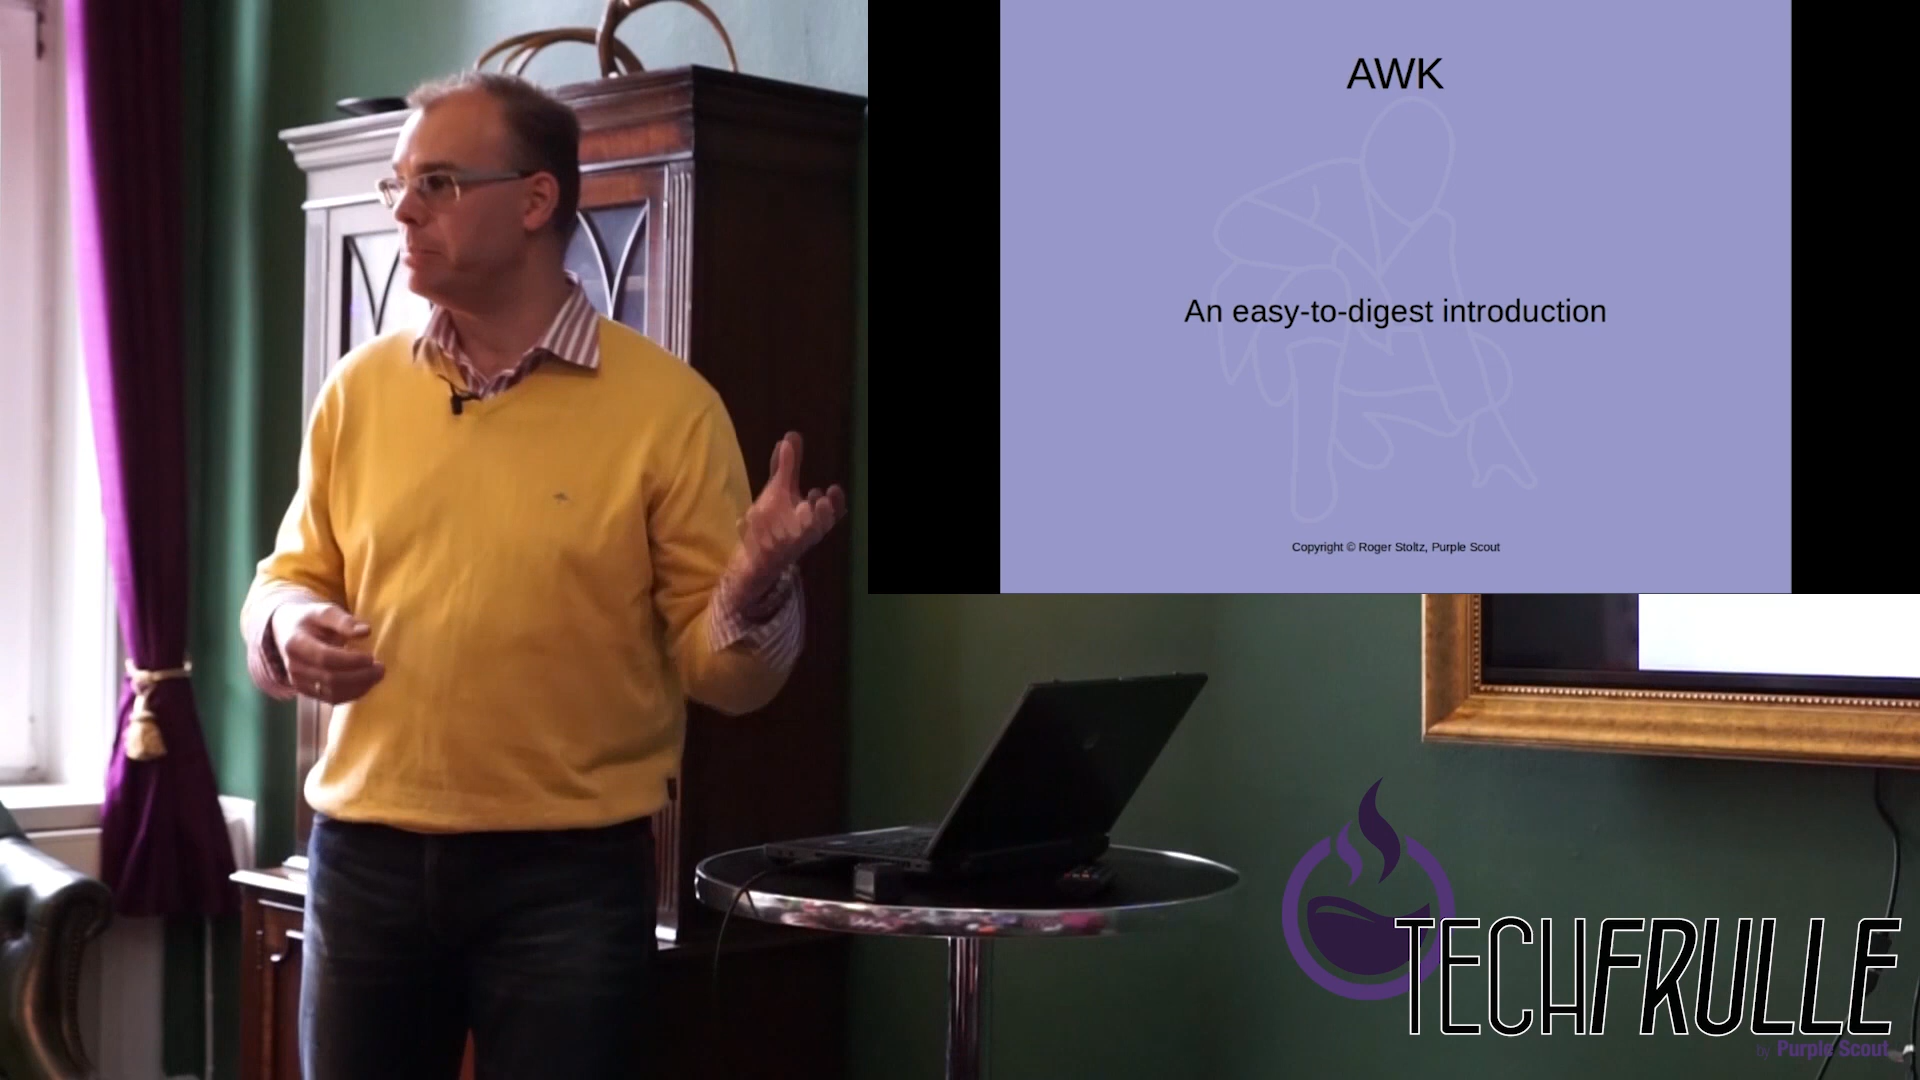 AWK
An easy-to-digest introduction
Copyright © Roger Stoltz, Purple Scout
TECHFRULLE
by Purple Scout